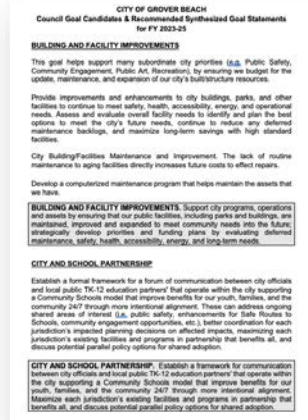 CITY OF GROVER BEACH
Council Goal Candidates & Recommended Synthesized Goal Statements
for FY 2023-25
BUILDING AND FACILITY IMPROVEMENTS
This goal helps support many subordinate city priorities (e.g. Public Safety,
Community Engagement, Public Art, Recreation), by ensuring we budget for the
update, maintenance, and expansion of our city's built/structure resources.
Provide improvements and enhancements to city buildings, parks, and other
facilities to continue to meet safety, health, accessibility, energy, and operational
needs. Assess and evaluate overall facility needs to identify and plan the best
options to meet the city's future needs, continue to reduce any deferred
maintenance backlogs, and maximize long-term savings with high standard
facilities.
City Building/Facilities Maintenance and Improvement. The lack of routine
maintenance to aging facilities directly increases future costs to effect repairs.
Develop a computerized maintenance program that helps maintain the assets that
we have.
BUILDING AND FACILITY IMPROVEMENTS. Support city programs, operations
and assets by ensuring that our public facilities, including parks and buildings, are
maintained, improved and expanded to meet community needs into the future;
strategically develop priorities and funding plans by evaluating deferred
maintenance, safety, health, accessibility, energy, and long-term needs.
CITY AND SCHOOL PARTNERSHIP
Establish a formal framework for a forum of communication between city officials
and local public TK-12 education partners' that operate within the city supporting
a Community Schools model that improve benefits for our youth, families, and the
community 24/7 through more intentional alignment. These can address ongoing
shared areas of interest (i.e. public safety, enhancements for Safe Routes to
Schools, community engagement opportunities, etc.), better coordination for each
jurisdiction's impacted planning decisions on affected impacts, maximizing each
jurisdiction's existing facilities and programs in partnership that benefits all, and
discuss potential parallel policy options for shared adoption.
CITY AND SCHOOL PARTNERSHIP. Establish a framework for communication
between city officials and local public TK-12 education partners' that operate within
the city supporting a Community Schools model that improve benefits for our
youth, families, and the community 24/7 through more intentional alignment.
Maximize each jurisdiction's existing facilities and programs in partnership that
benefits all, and discuss potential parallel policy options for shared adoption.